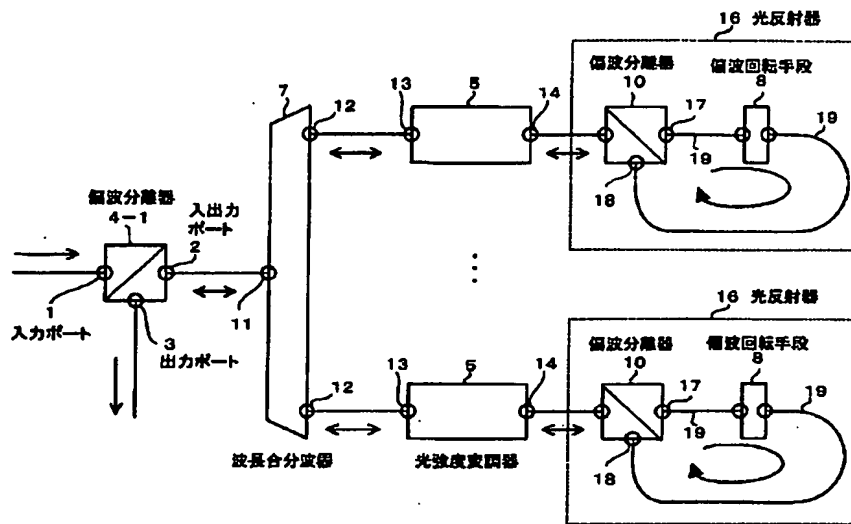 16 光反射器
偏波分離器
10
偏波回転手段
8
7
12
13
5
14
17
19
19
18
偏波分離器
4-1
入出力
ポート
2
1
入力ポート
3
出力ポート
11
16 光反射器
偏波分離器
10
偏波回転手段
8
12
13
5
14
17
19
19
18
波長合分波器
光強度変調器